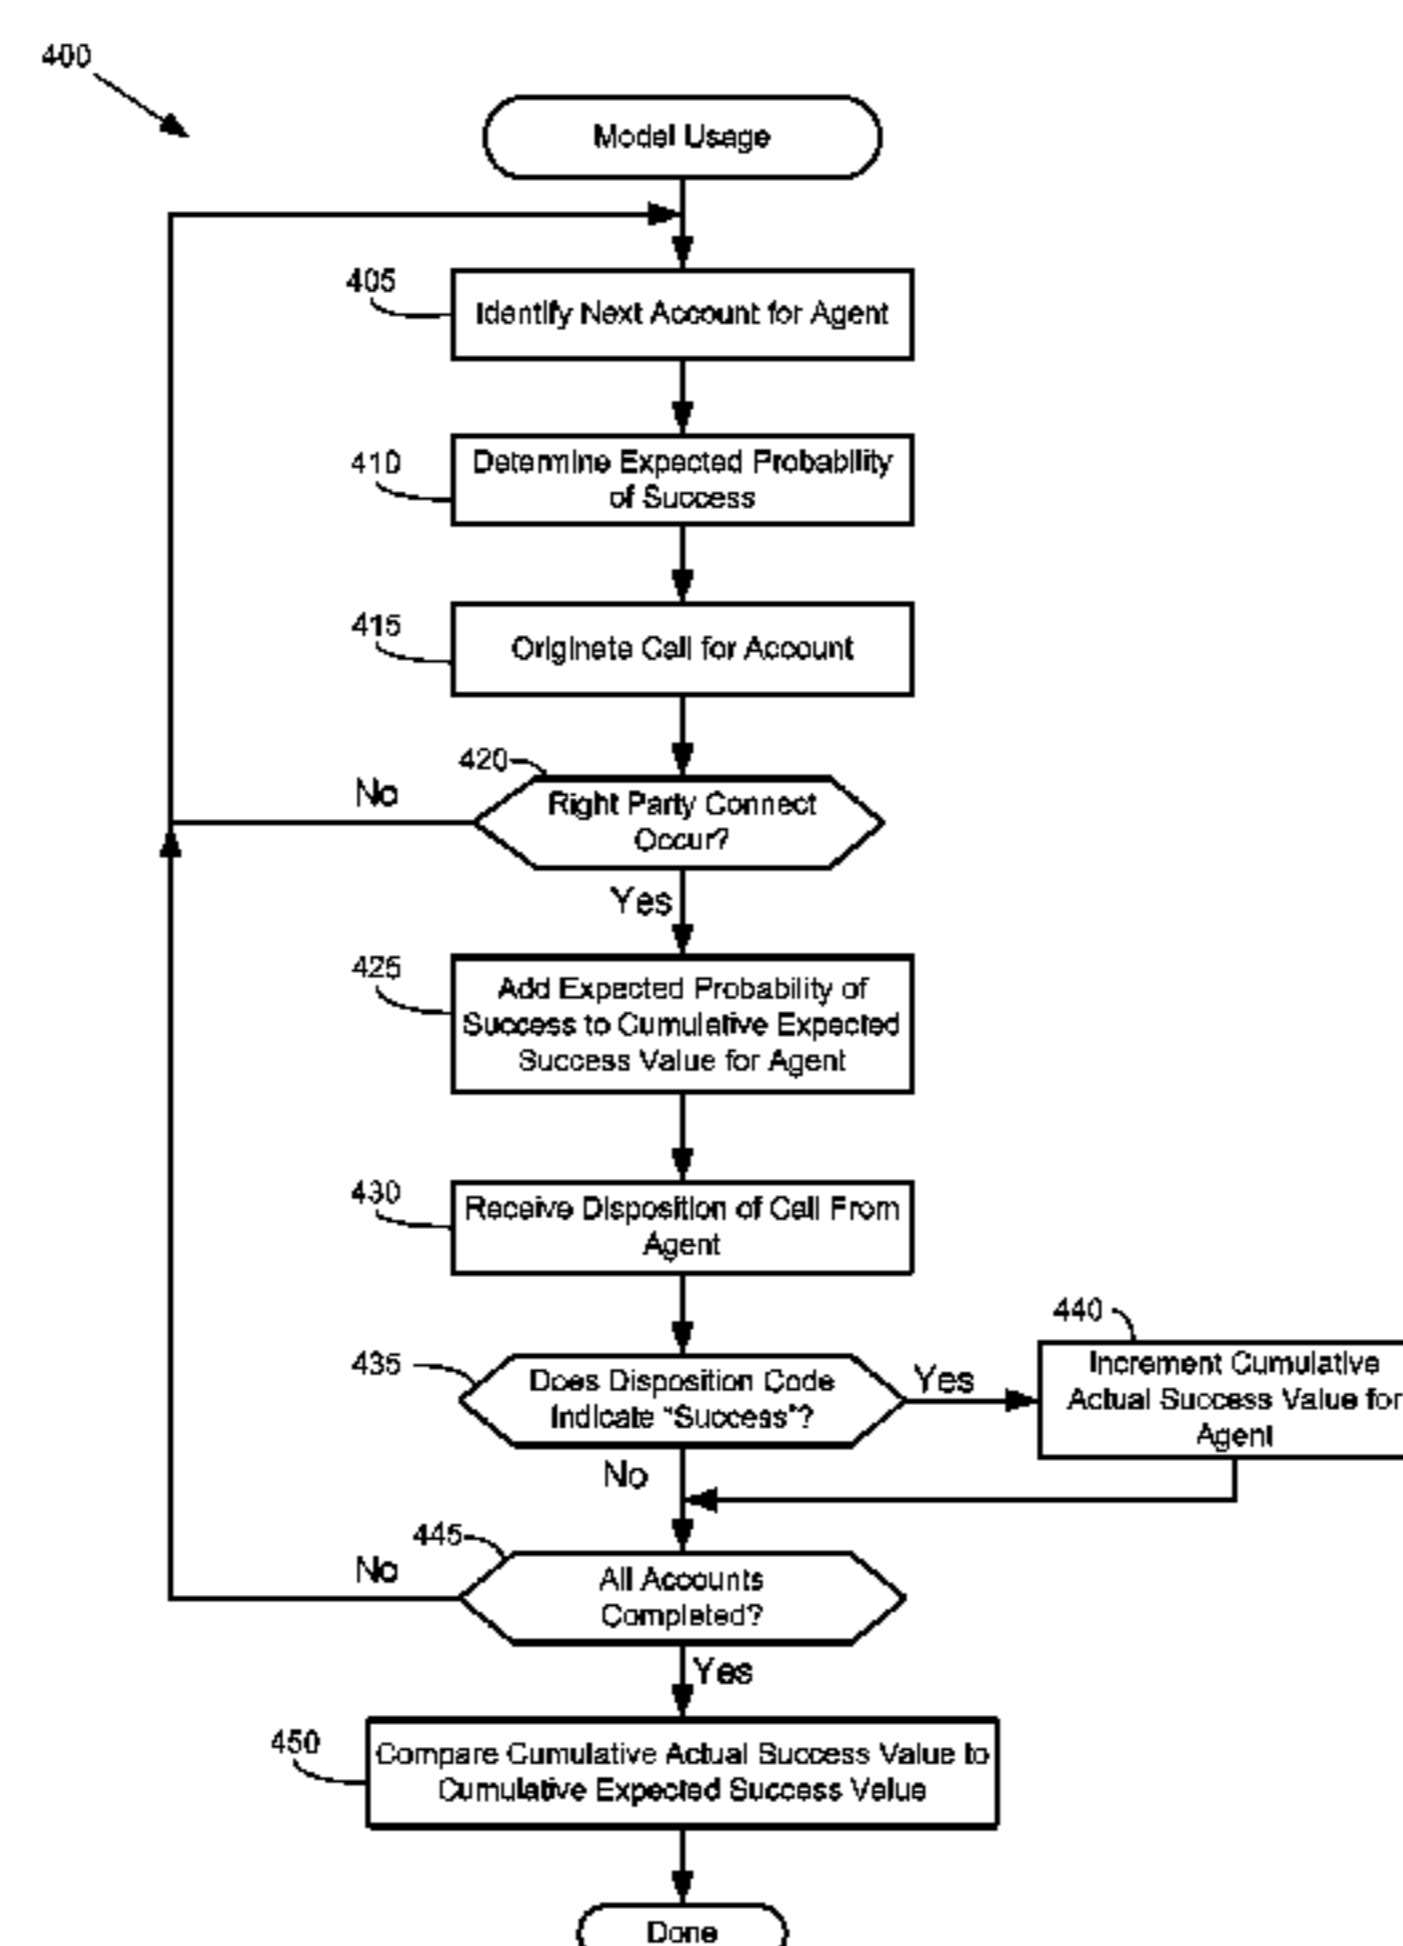 400
Model Usage
405
Identify Next Account for Agent
410
Determine Expected Probability
of Success
415
Originate Call for Account
420
No
Right Party Connect
Occur?
Yes
425
Add Expected Probability of
Success to Cumulative Expected
Success Value for Agent
430
Receive Disposition of Call From
Agent
435
Does Disposition Code
Indicate "Success"?
Yes
440
Increment Cumulative
Actual Success Value for
Agent
No
445
No
All Accounts
Completed?
Yes
450
Compare Cumulative Actual Success Value to
Cumulative Expected Success Value
Done